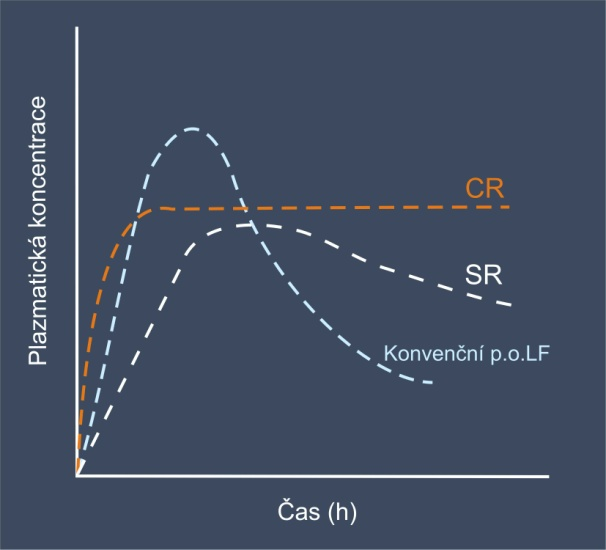 Plazmatická koncentrace
CR
SR
Konvenční p.o.LF
Čas (h)